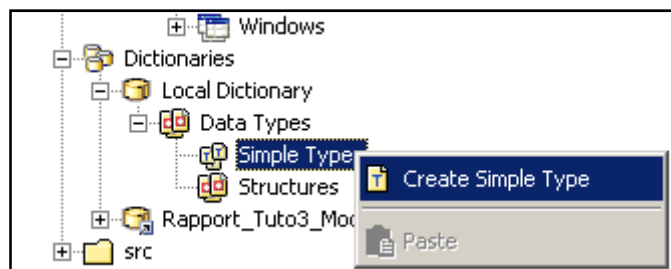 Windows
Dictionaries
Local Dictionary
Data Types
Simple Type
Create Simple Type
Structures
Rapport_Tuto3_Mo
Paste
src